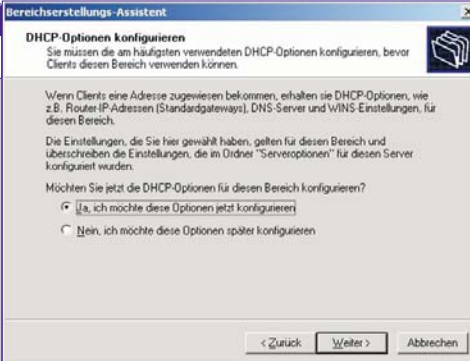 Bereichserstellungs-Assistent
DHCP-Optionen konfigurieren
Sie müssen die am häufigsten verwendeten DHCP-Optionen konfigurieren, bevor
Clients diesen Bereich verwenden können.
Wenn Clients eine Adresse zugewiesen bekommen, erhalten sie DHCP-Optionen, wie
z.B. Router-IP-Adressen (Standardgateways), DNS-Server und WINS-Einstellungen, für
diesen Bereich.
Die Einstellungen, die Sie hier gewählt haben, gelten für diesen Bereich und
überschreiben die Einstellungen, die im Ordner "Serveroptionen" für diesen Server
konfiguriert wurden.
Möchten Sie jetzt die DHCP-Optionen für diesen Bereich konfigurieren?
Ja, ich möchte diese Optionen jetzt konfigurieren
Nein, ich möchte diese Optionen später konfigurieren
< Zurück Weiter > Abbrechen